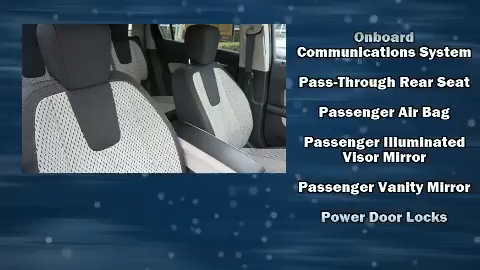 Onboard
Communications System
Pass-Through Rear Seat
Passenger Air Bag
Passenger Illuminated
Visor Mirror
Passenger Vanity Mirror
Power Door Locks